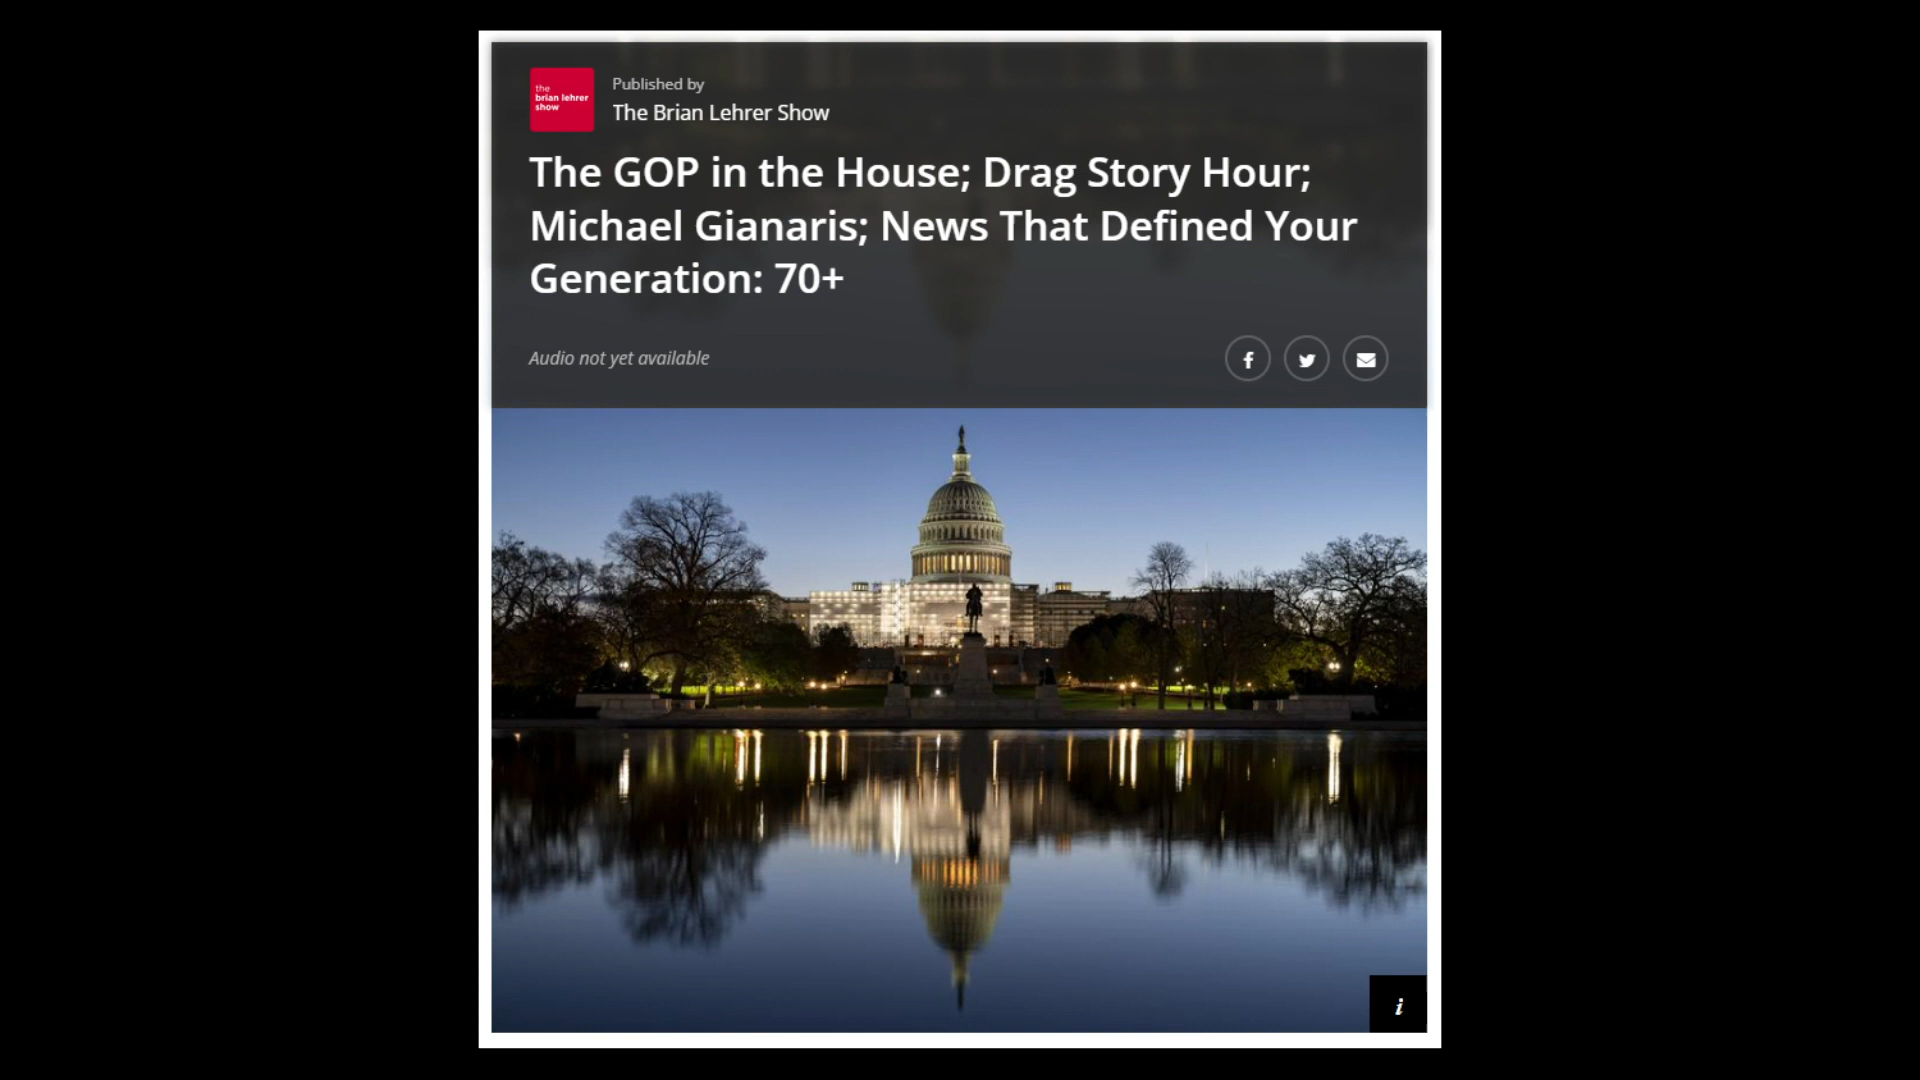 the
brian lehrer
show
Published by
The Brian Lehrer Show
The GOP in the House; Drag Story Hour;
Michael Gianaris; News That Defined Your
Generation: 70+
Audio not yet available
f
i